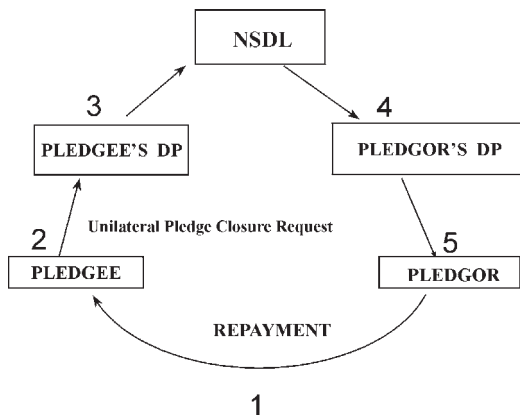 NSDL
3
4
PLEDGEE'S DP
PLEDGOR'S DP
Unilateral Pledge Closure Request
2
5
PLEDGEE
PLEDGOR
REPAYMENT
1